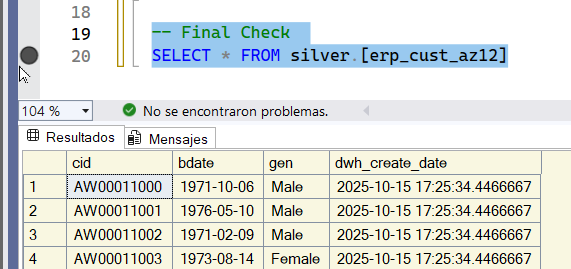 18
19 -- Final Check
20 SELECT * FROM silver.[erp_cust_az12]
104 % No se encontraron problemas.
Resultados Mensajes
cid bdate gen dwh_create_date
1 AW00011000 1971-10-06 Male 2025-10-15 17:25:34.4466667
2 AW00011001 1976-05-10 Male 2025-10-15 17:25:34.4466667
3 AW00011002 1971-02-09 Male 2025-10-15 17:25:34.4466667
4 AW00011003 1973-08-14 Female 2025-10-15 17:25:34.4466667